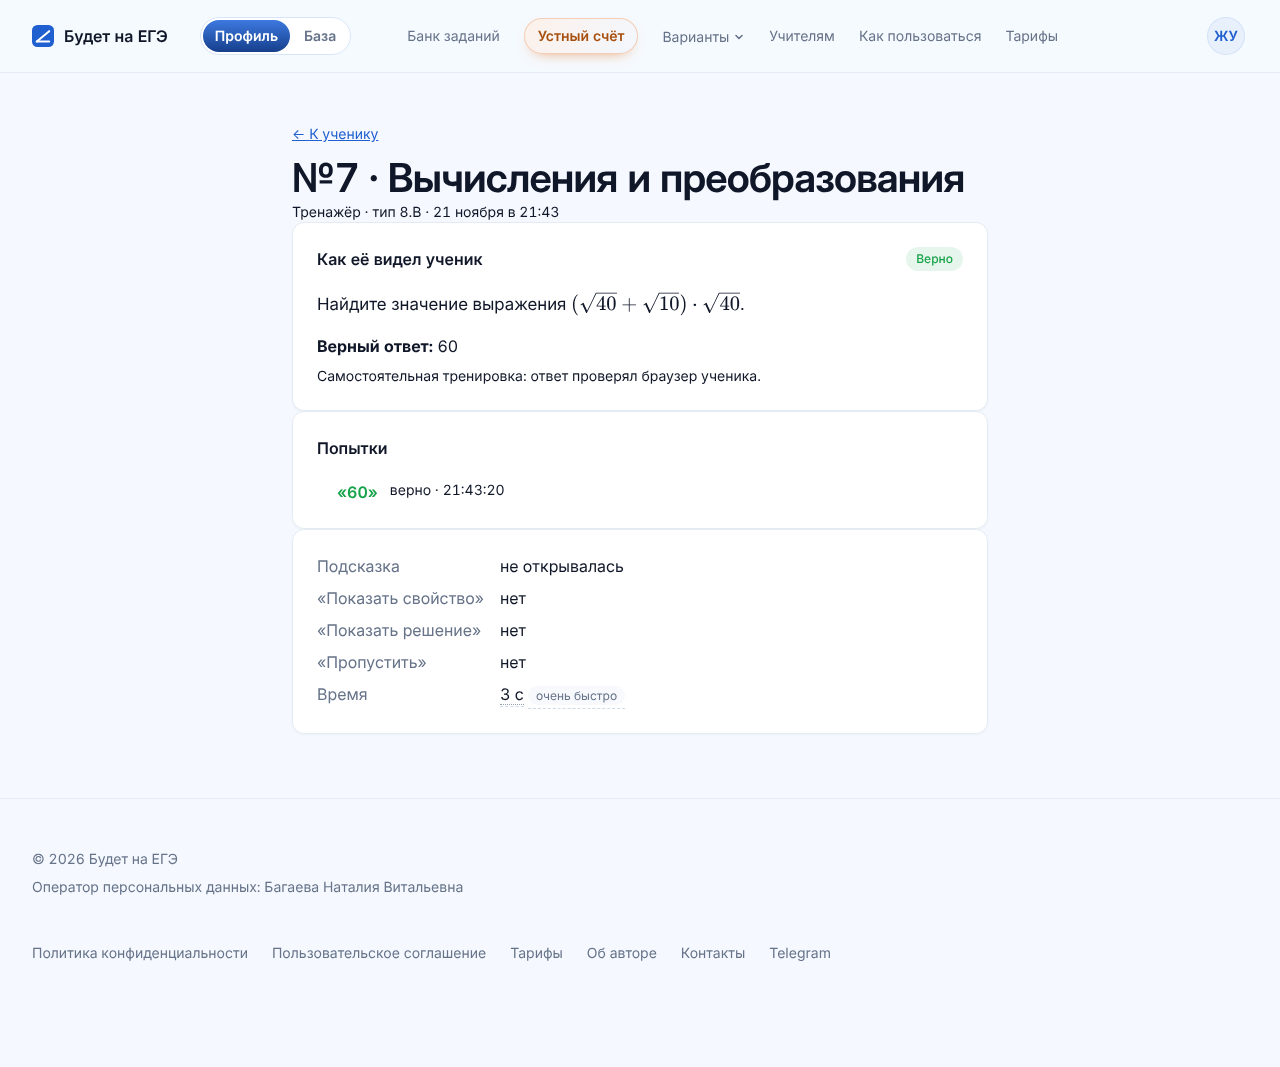 Будет на ЕГЭ
Профиль База
Банк заданий
Устный счёт
Варианты
Учителям
Как пользоваться
Тарифы
ЖУ
← К ученику
№7 · Вычисления и преобразования
Тренажёр · тип 8.B · 21 ноября в 21:43
Как её видел ученик
Верно
Найдите значение выражения (√40 + √10) · √40.
Верный ответ: 60
Самостоятельная тренировка: ответ проверял браузер ученика.
Попытки
«60» верно · 21:43:20
Подсказка не открывалась
«Показать свойство» нет
«Показать решение» нет
«Пропустить» нет
Время 3 с очень быстро
© 2026 Будет на ЕГЭ
Оператор персональных данных: Багаева Наталия Витальевна
Политика конфиденциальности Пользовательское соглашение Тарифы Об авторе Контакты Telegram